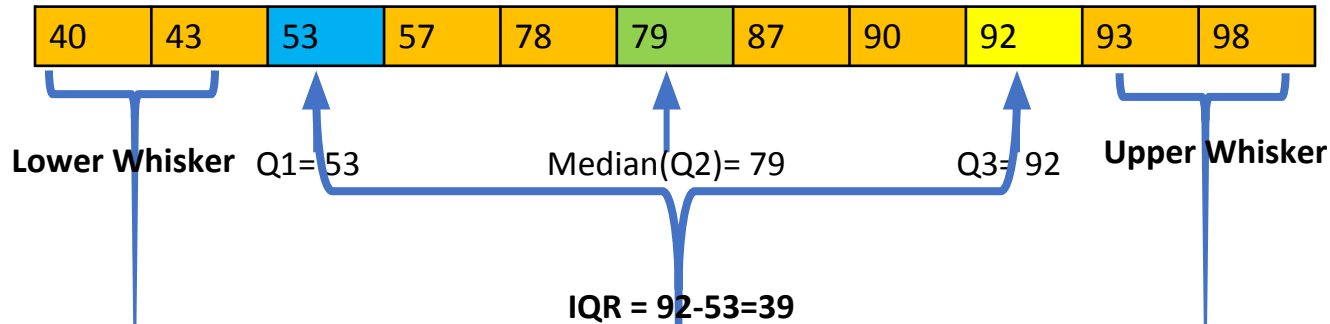 40 43 53 57 78 79 87 90 92 93 98
Lower Whisker Q1= 53 Median(Q2)= 79 Q3= 92 Upper Whisker
IQR = 92-53=39